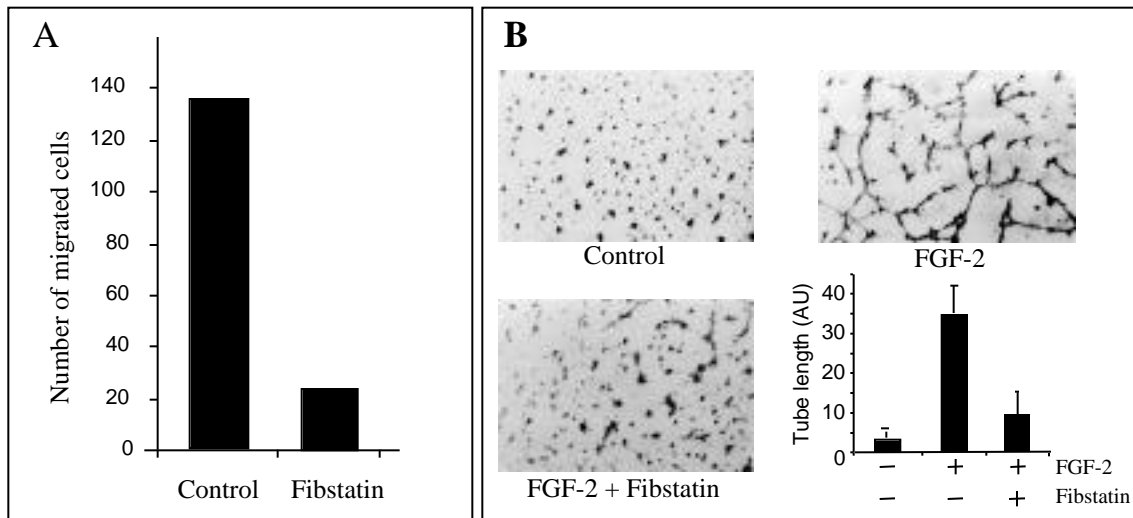 A
Number of migrated cells
140
120
100
80
60
40
20
0
Control Fibstatin
B
Control
FGF-2
FGF-2 + Fibstatin
Tube length (AU)
40
30
20
10
0
− + + FGF-2
− − + Fibstatin